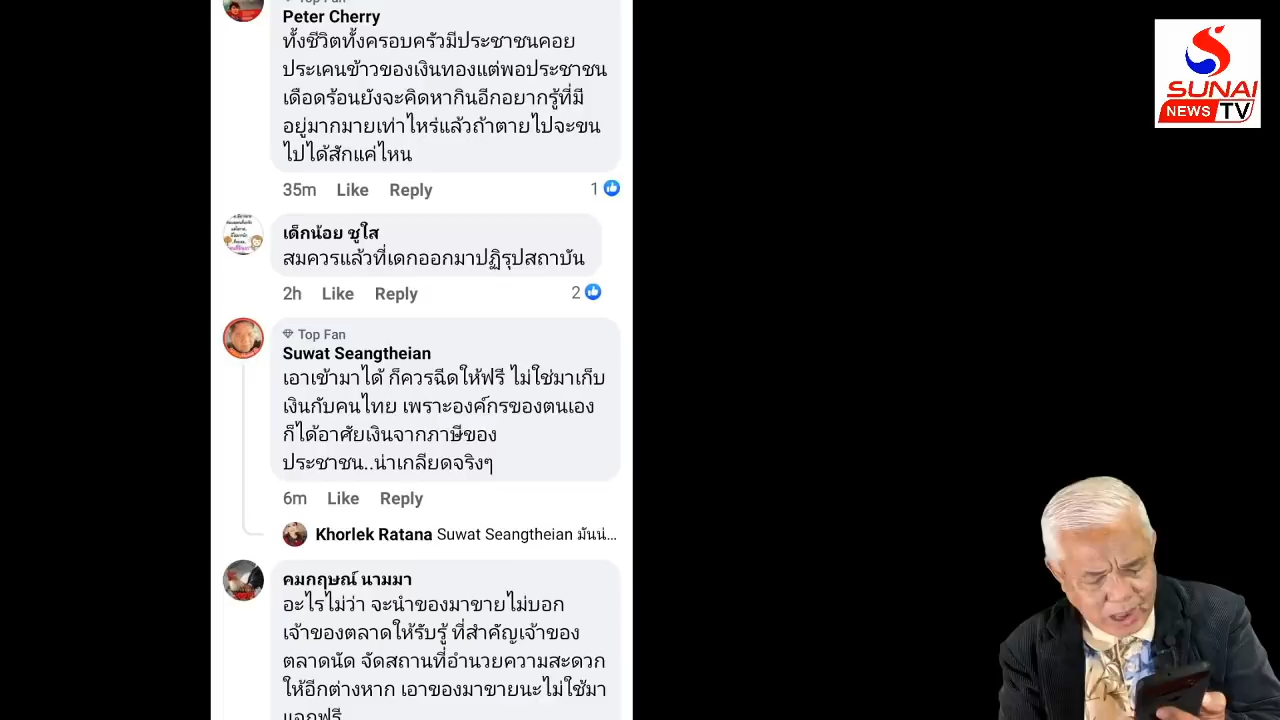 Top Fan
Peter Cherry
ทั้งชีวิตทั้งครอบครัวมีประชาชนคอย
ประเคนข้าวของเงินทองแต่พอประชาชน
เดือดร้อนยังจะคิดหากินอีกอยากรู้ที่มี
อยู่มากมายเท่าไหร่แล้วถ้าตายไปจะขน
ไปได้สักแค่ไหน
35m Like Reply 1
เด็กน้อย ชูใส
สมควรแล้วที่เดกออกมาปฏิรุปสถาบัน
2h Like Reply 2
Top Fan
Suwat Seangtheian
เอาเข้ามาได้ ก็ควรฉีดให้ฟรี ไม่ใช่มาเก็บ
เงินกับคนไทย เพราะองค์กรของตนเอง
ก็ได้อาศัยเงินจากภาษีของ
ประชาชน..น่าเกลียดจริงๆ
6m Like Reply
Khorlek Ratana Suwat Seangtheian มันน่...
คมกฤษณ์ นามมา
อะไรไม่ว่า จะนำของมาขายไม่บอก
เจ้าของตลาดให้รับรู้ ที่สำคัญเจ้าของ
ตลาดนัด จัดสถานที่อำนวยความสะดวก
ให้อีกต่างหาก เอาของมาขายนะไม่ใช้มา
แจกฟรี
SUNAI
NEWS TV